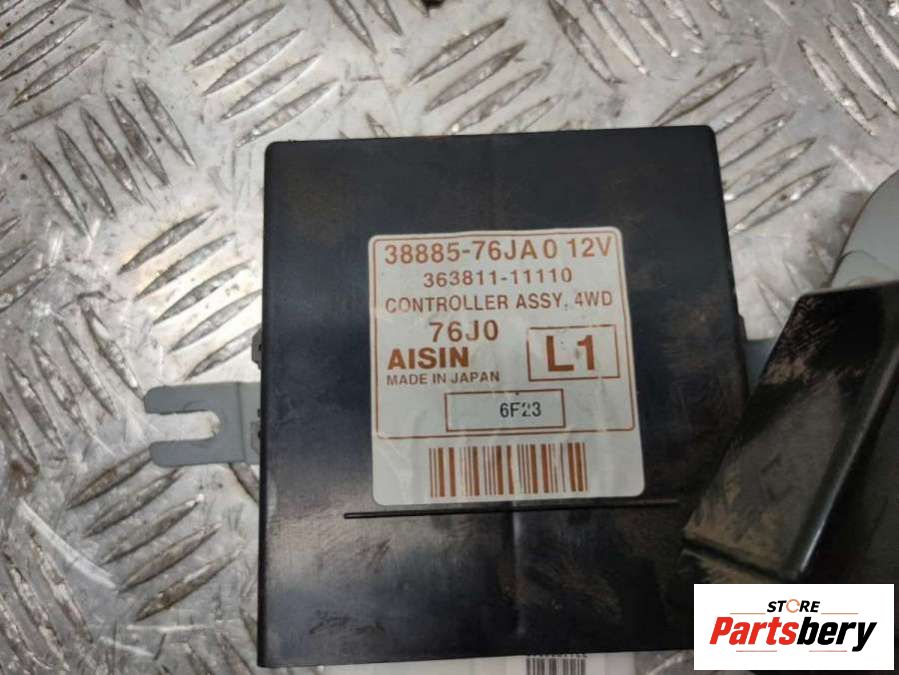 38885-76JA0 12V
363811-11110
CONTROLLER ASSY, 4WD
76J0
AISIN
L1
MADE IN JAPAN
6F23
STORE
Partsbery